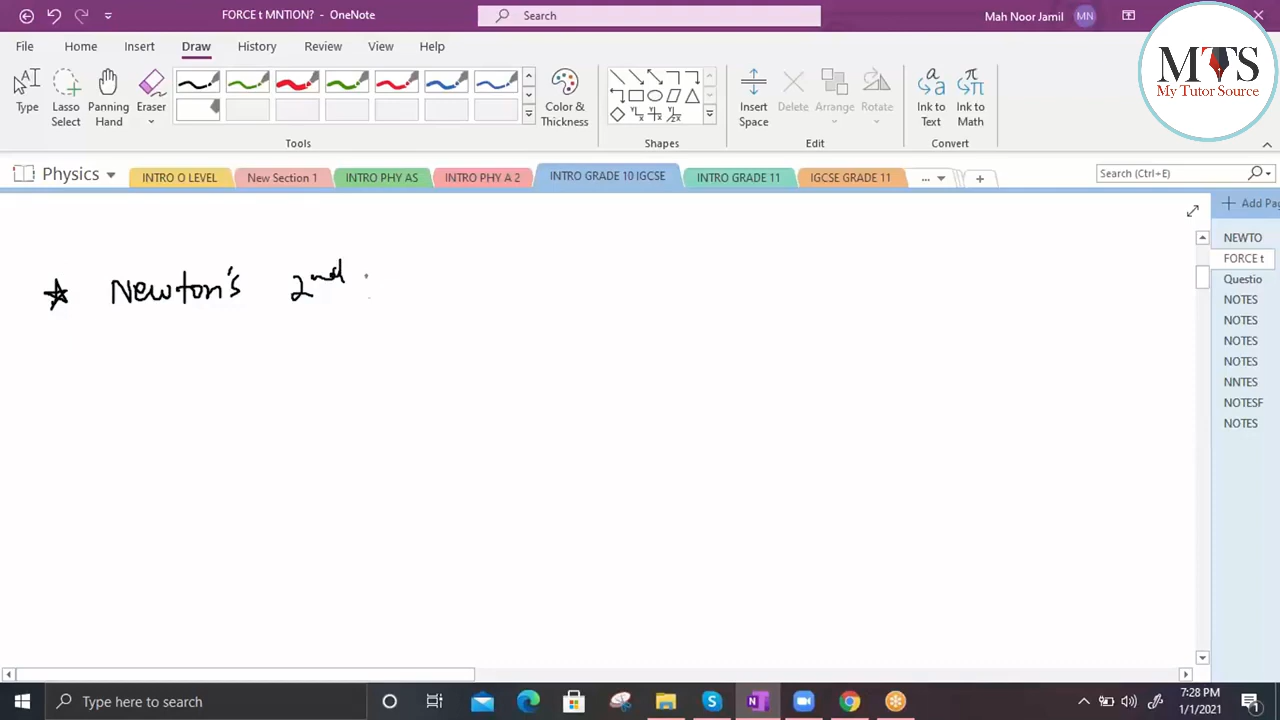 FORCE t MNTION? - OneNote
Search
Mah Noor Jamil MN
MTS
My Tutor Source
File Home Insert Draw History Review View Help
Type
Lasso Select
Panning Hand
Eraser
Color & Thickness
Insert Space
Delete
Arrange
Rotate
Ink to Text
Ink to Math
Tools
Shapes
Edit
Convert
Physics
INTRO O LEVEL
New Section 1
INTRO PHY AS
INTRO PHY A 2
INTRO GRADE 10 IGCSE
INTRO GRADE 11
IGCSE GRADE 11
...
Search (Ctrl+E)
Add Pag
NEWTO
FORCE t
Questio
NOTES
NOTES
NOTES
NOTES
NNTES
NOTESF
NOTES
Newton's 2nd
Type here to search
7:28 PM
1/1/2021